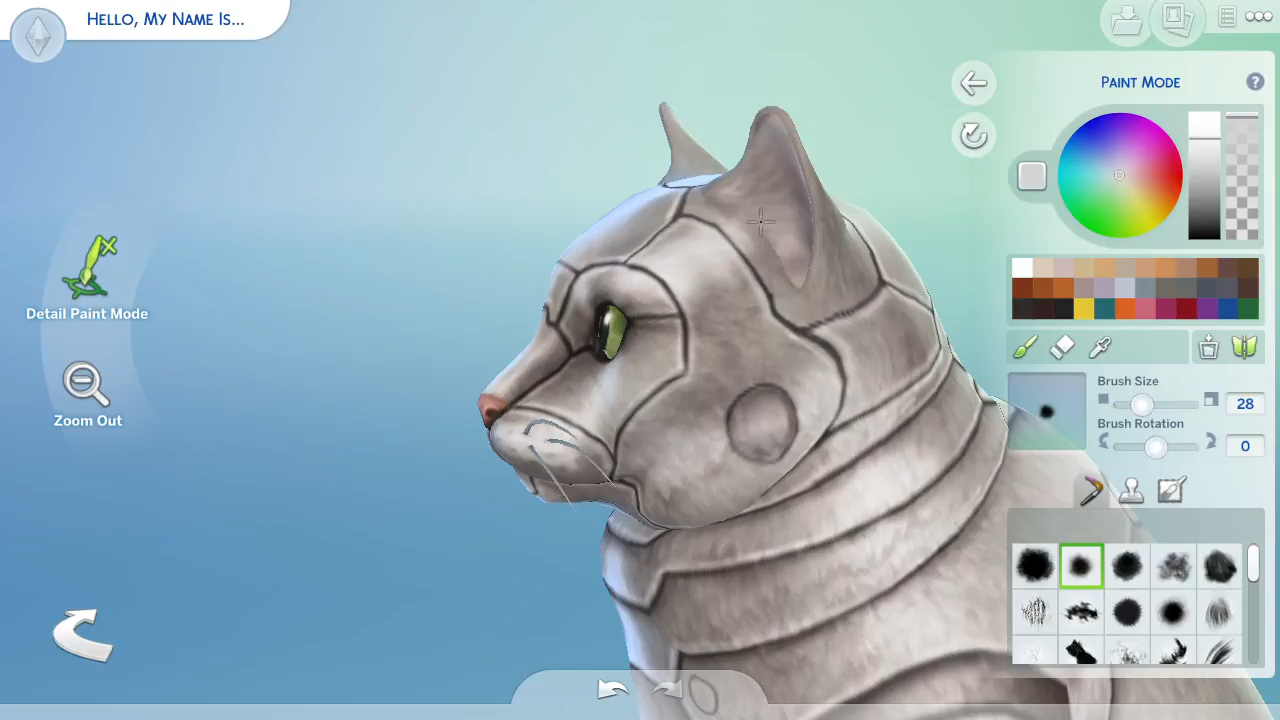 HELLO, MY NAME IS...
PAINT MODE
?
Detail Paint Mode
Zoom Out
Brush Size
28
Brush Rotation
0